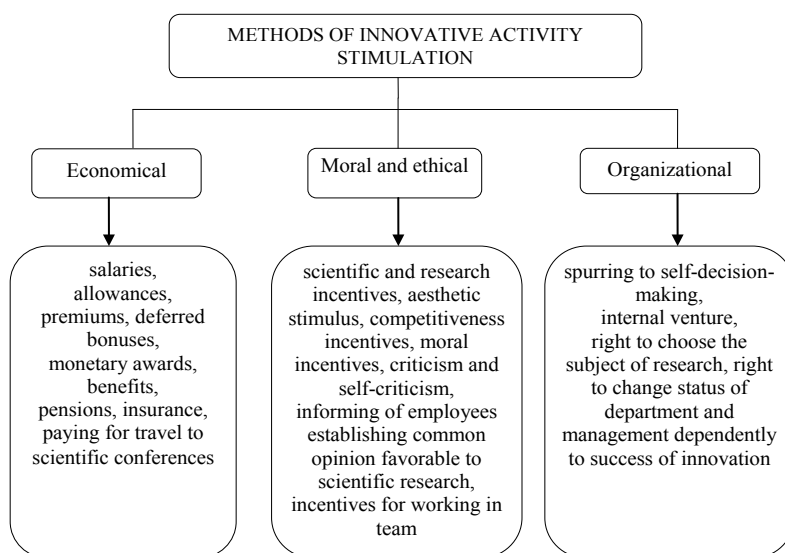 METHODS OF INNOVATIVE ACTIVITY
STIMULATION
Economical
Moral and ethical
Organizational
salaries,
allowances,
premiums, deferred
bonuses,
monetary awards,
benefits,
pensions, insurance,
paying for travel to
scientific conferences
scientific and research
incentives, aesthetic
stimulus, competitiveness
incentives, moral
incentives, criticism and
self-criticism,
informing of employees
establishing common
opinion favorable to
scientific research,
incentives for working in
team
spurring to self-decision-
making,
internal venture,
right to choose the
subject of research, right
to change status of
department and
management dependently
to success of innovation